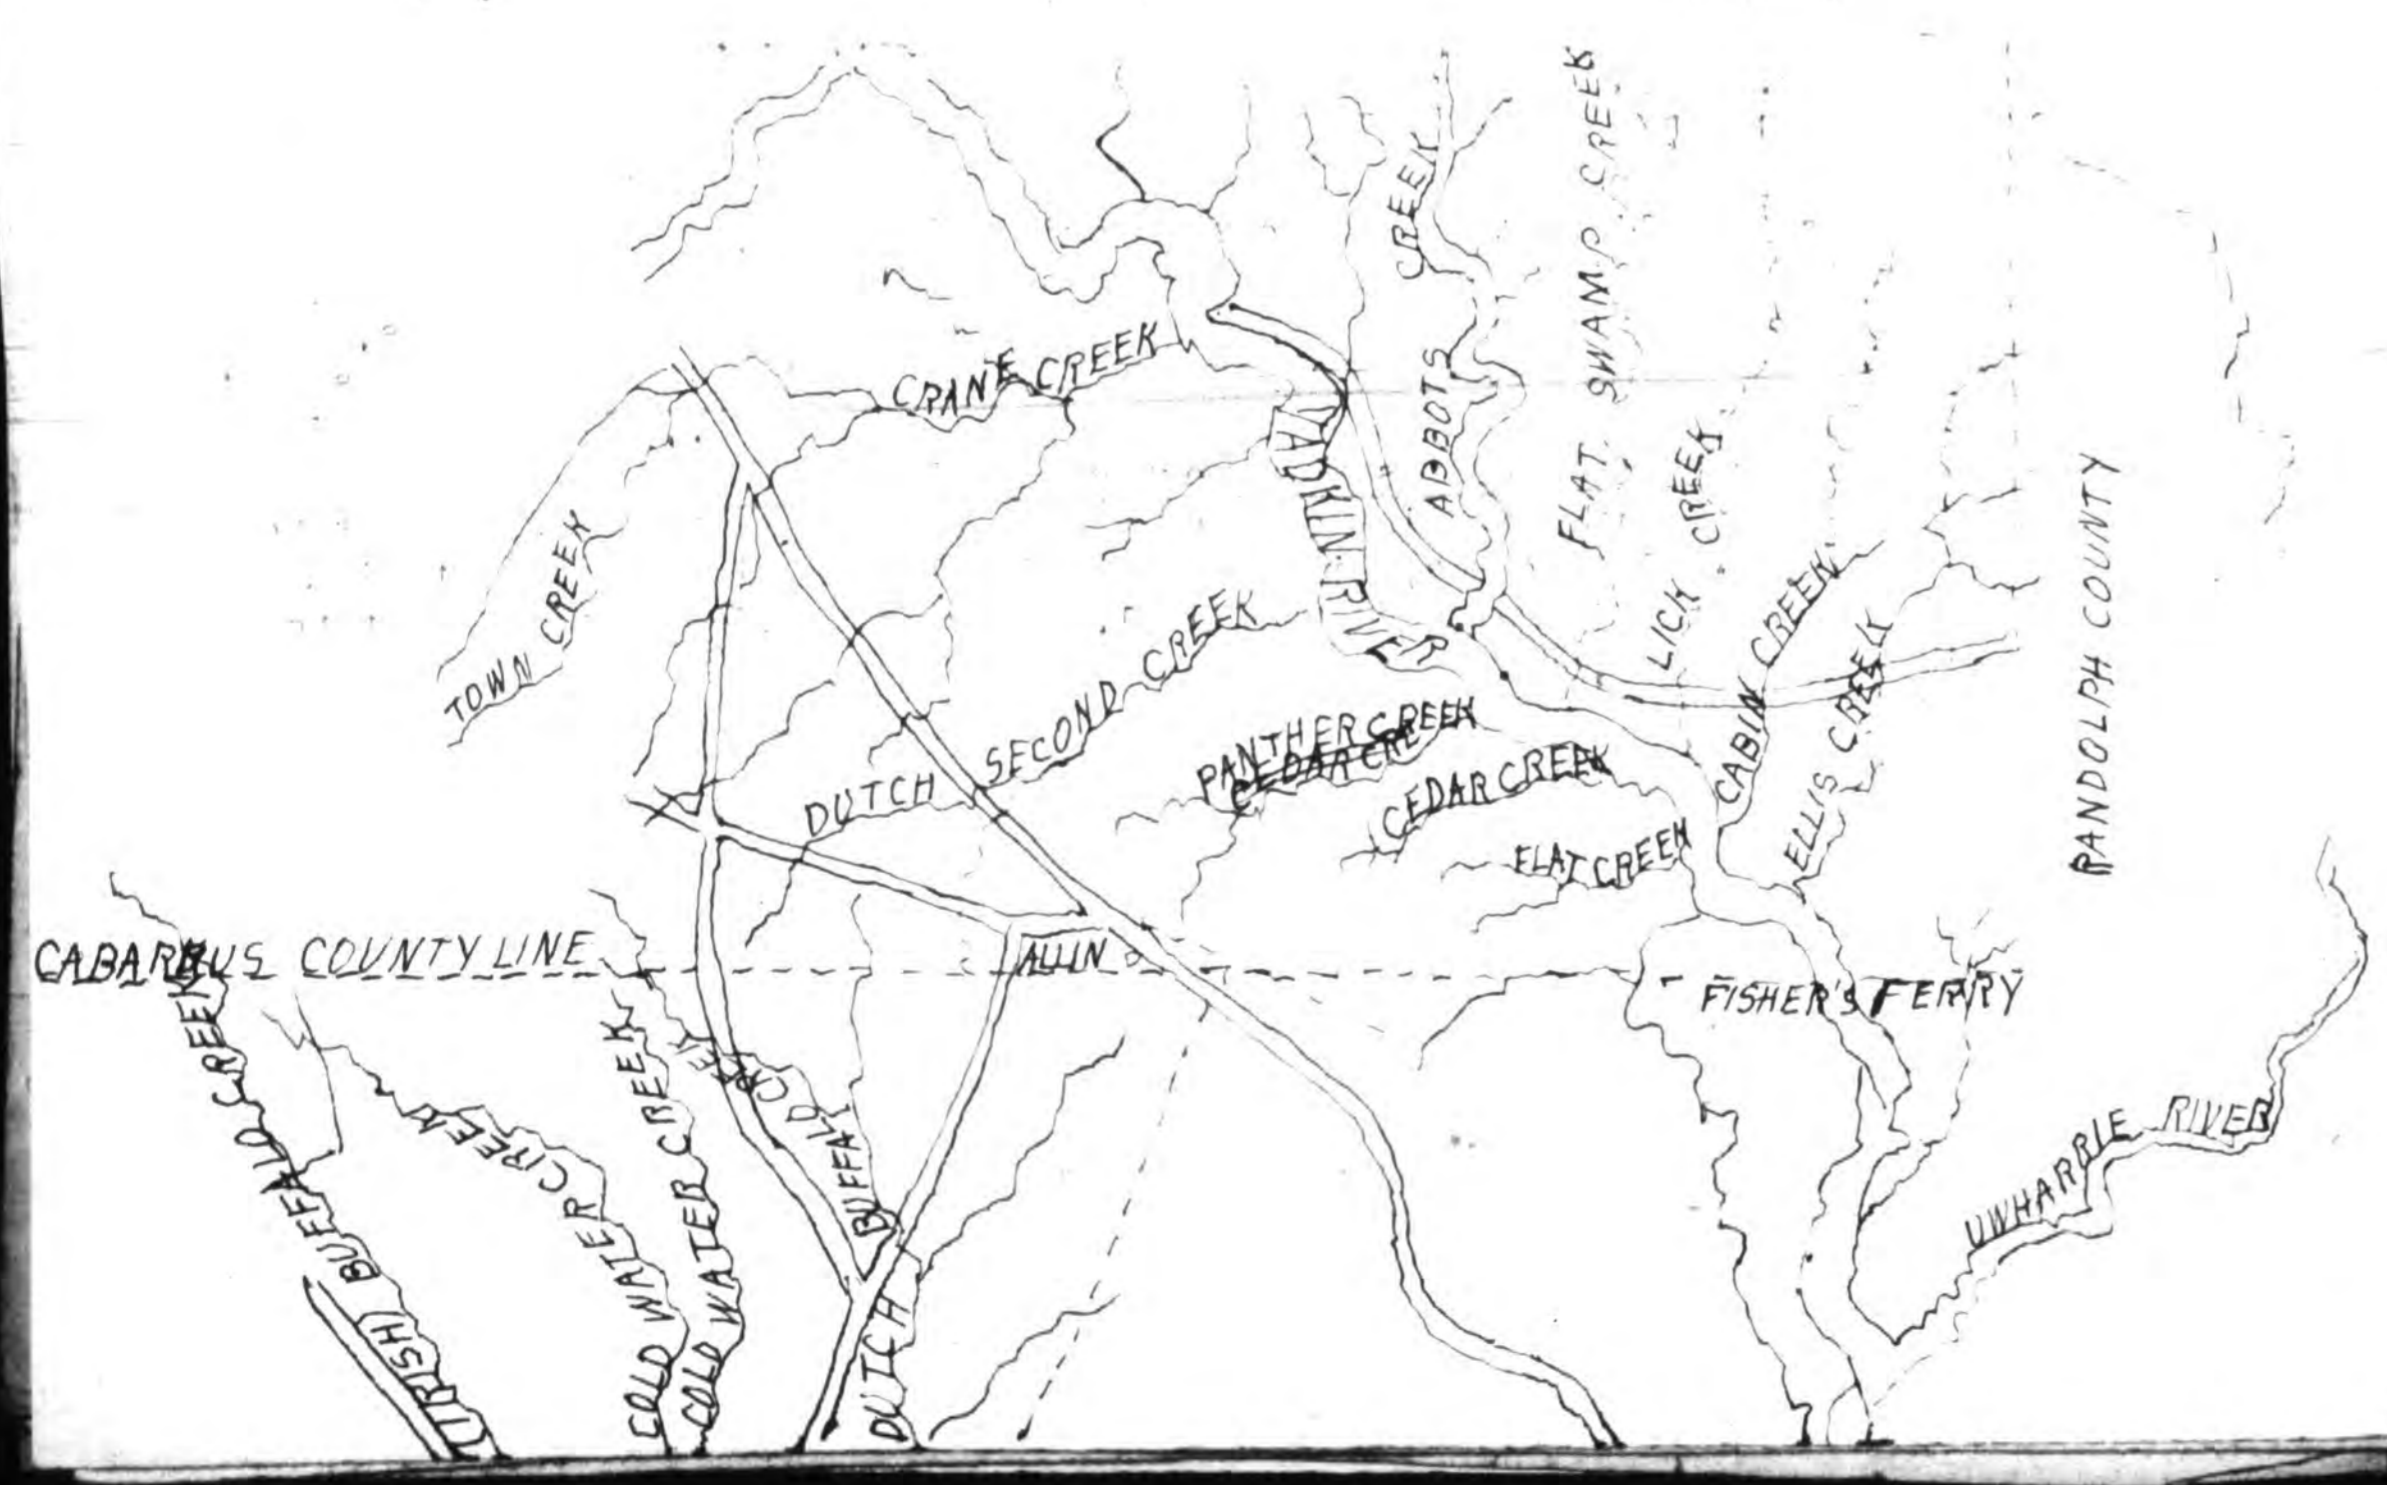 FLAT SWAMP CREEK
ABBOTS CREEK
CRANE CREEK
YADKIN RIVER
LICK CREEK
TOWN CREEK
CABIN CREEK
ELLIS CREEK
RANDOLPH COUNTY
DUTCH SECOND CREEK
PANTHER CREEK
CEDAR CRE
CEDAR CREEK
FLAT CREEK
CABARRUS COUNTY LINE
ALLIN
FISHER'S FERRY
(IRISH) BUFFALO CREEK
COLD WATER CREEK
COLD WATER CREEK
DUTCH BUFFALO CREEK
UWHARRIE RIVER